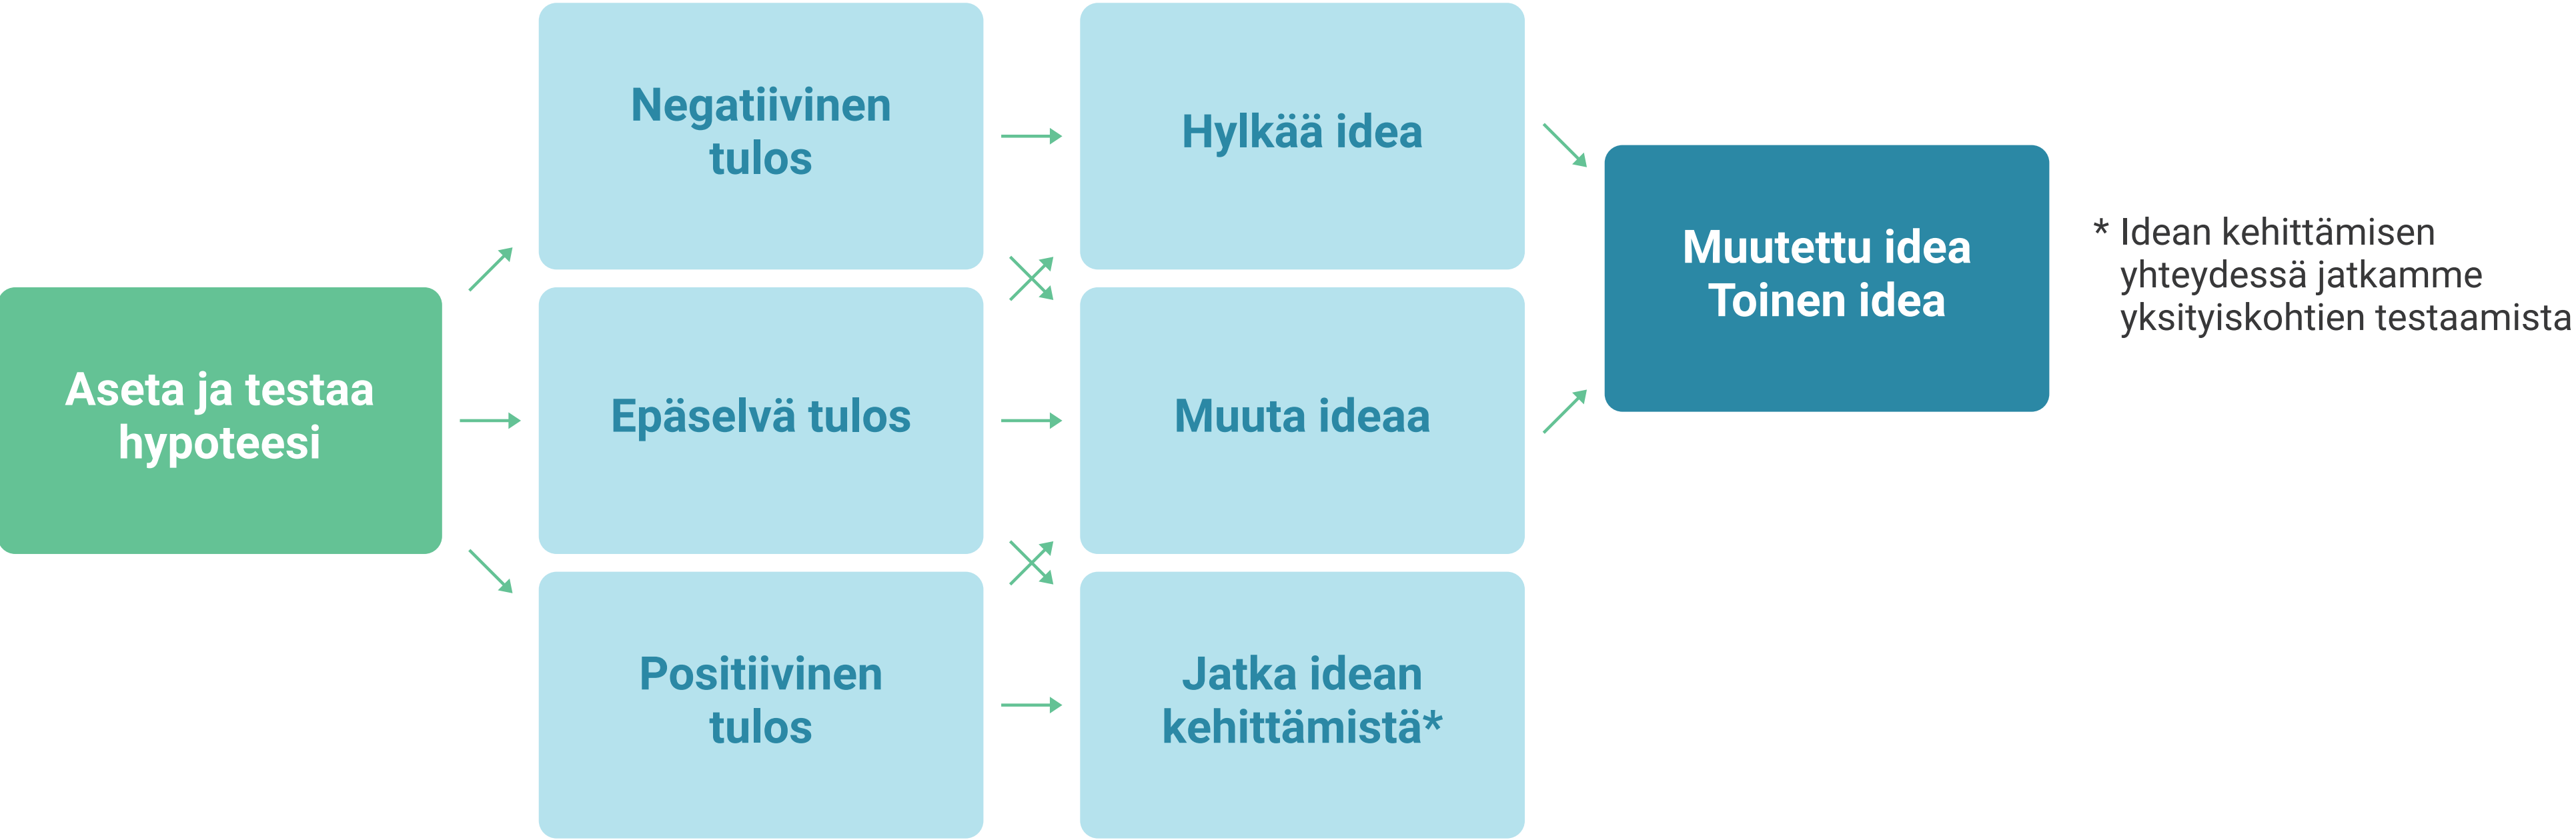 Aseta ja testaa
hypoteesi
Negatiivinen
tulos
Epäselvä tulos
Positiivinen
tulos
Hylkää idea
Muuta ideaa
Jatka idean
kehittämistä*
Muutettu idea
Toinen idea
* Idean kehittämisen
yhteydessä jatkamme
yksityiskohtien testaamista